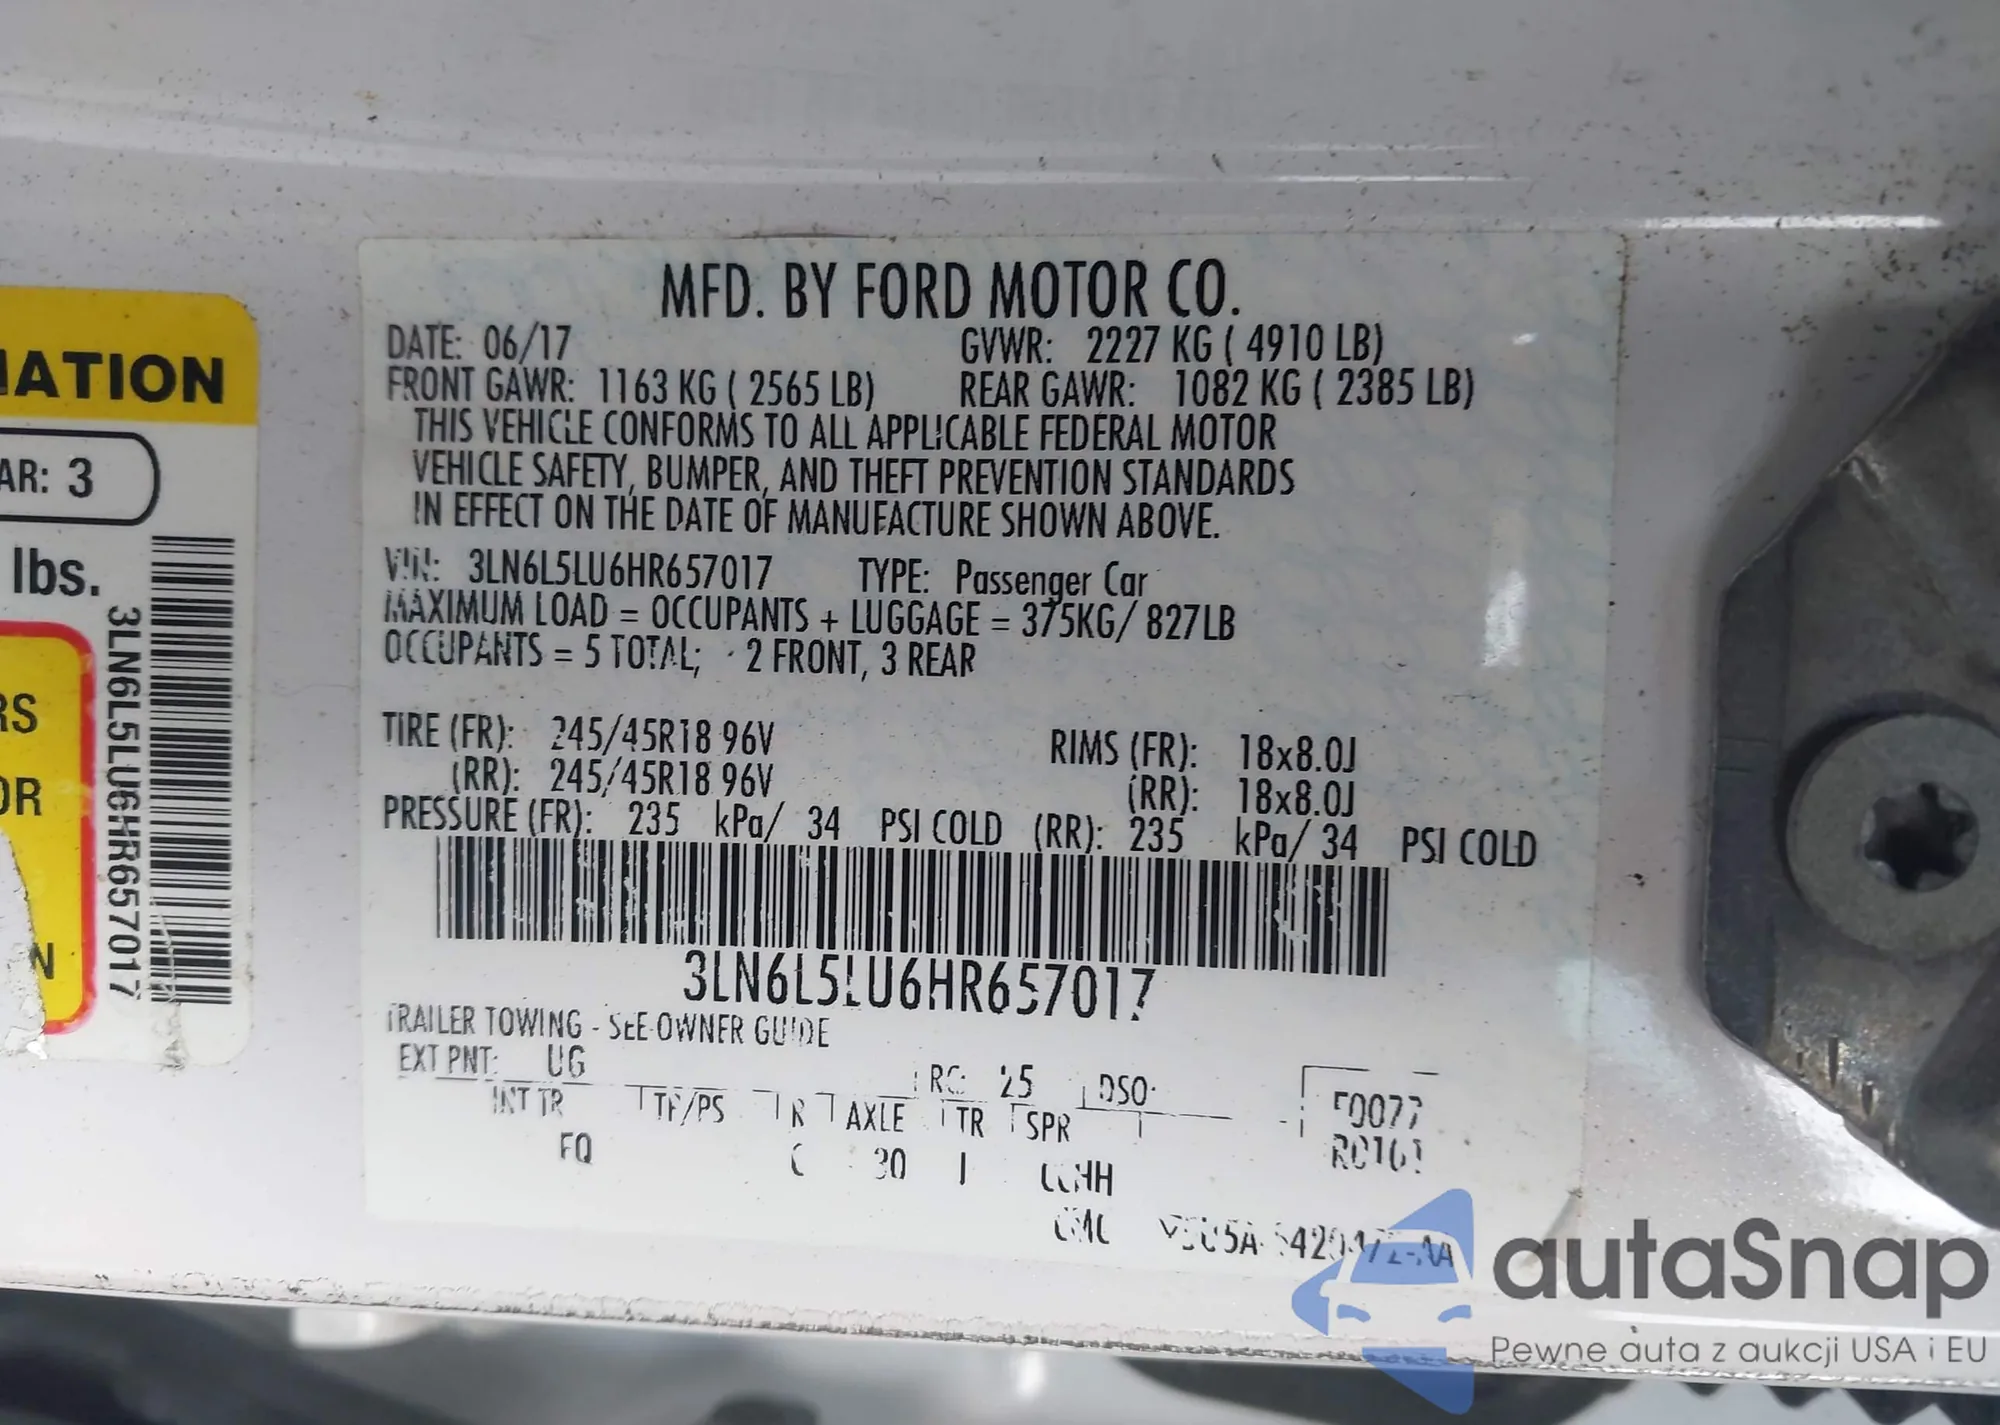 MFD. BY FORD MOTOR CO.
DATE: 06/17 GVWR: 2227 KG ( 4910 LB)
FRONT GAWR: 1163 KG ( 2565 LB) REAR GAWR: 1082 KG ( 2385 LB)
THIS VEHICLE CONFORMS TO ALL APPLICABLE FEDERAL MOTOR
VEHICLE SAFETY, BUMPER, AND THEFT PREVENTION STANDARDS
IN EFFECT ON THE DATE OF MANUFACTURE SHOWN ABOVE.
VIN: 3LN6L5LU6HR657017 TYPE: Passenger Car
MAXIMUM LOAD = OCCUPANTS + LUGGAGE = 375KG/ 827LB
OCCUPANTS = 5 TOTAL; 2 FRONT, 3 REAR
TIRE (FR): 245/45R18 96V RIMS (FR): 18x8.0J
(RR): 245/45R18 96V (RR): 18x8.0J
PRESSURE (FR): 235 kPa/ 34 PSI COLD (RR): 235 kPa/ 34 PSI COLD
3LN6L5LU6HR657017
TRAILER TOWING - SEE OWNER GUIDE
EXT PNT: UG RC: 25 DSO:
INT TR TP/PS R AXLE TR SPR
FQ
MATION
AR: 3
lbs.
RS
OR
N
3LN6L5LU6HR657017
autaSnap
Pewne auta z aukcji USA i EU